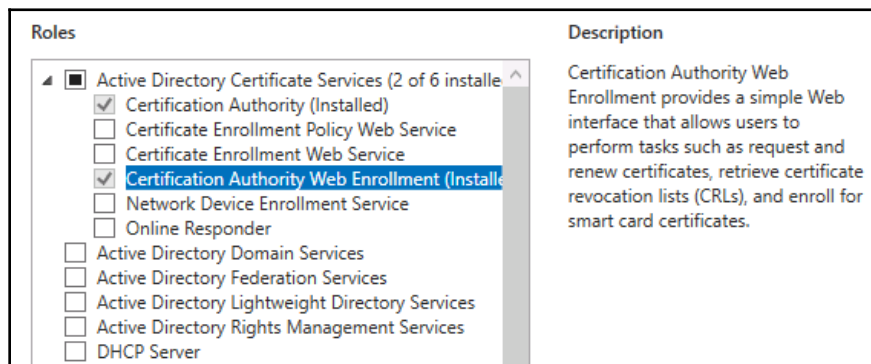 Roles
Active Directory Certificate Services (2 of 6 installe
Certification Authority (Installed)
Certificate Enrollment Policy Web Service
Certificate Enrollment Web Service
Certification Authority Web Enrollment (Installe
Network Device Enrollment Service
Online Responder
Active Directory Domain Services
Active Directory Federation Services
Active Directory Lightweight Directory Services
Active Directory Rights Management Services
DHCP Server
Description
Certification Authority Web
Enrollment provides a simple Web
interface that allows users to
perform tasks such as request and
renew certificates, retrieve certificate
revocation lists (CRLs), and enroll for
smart card certificates.